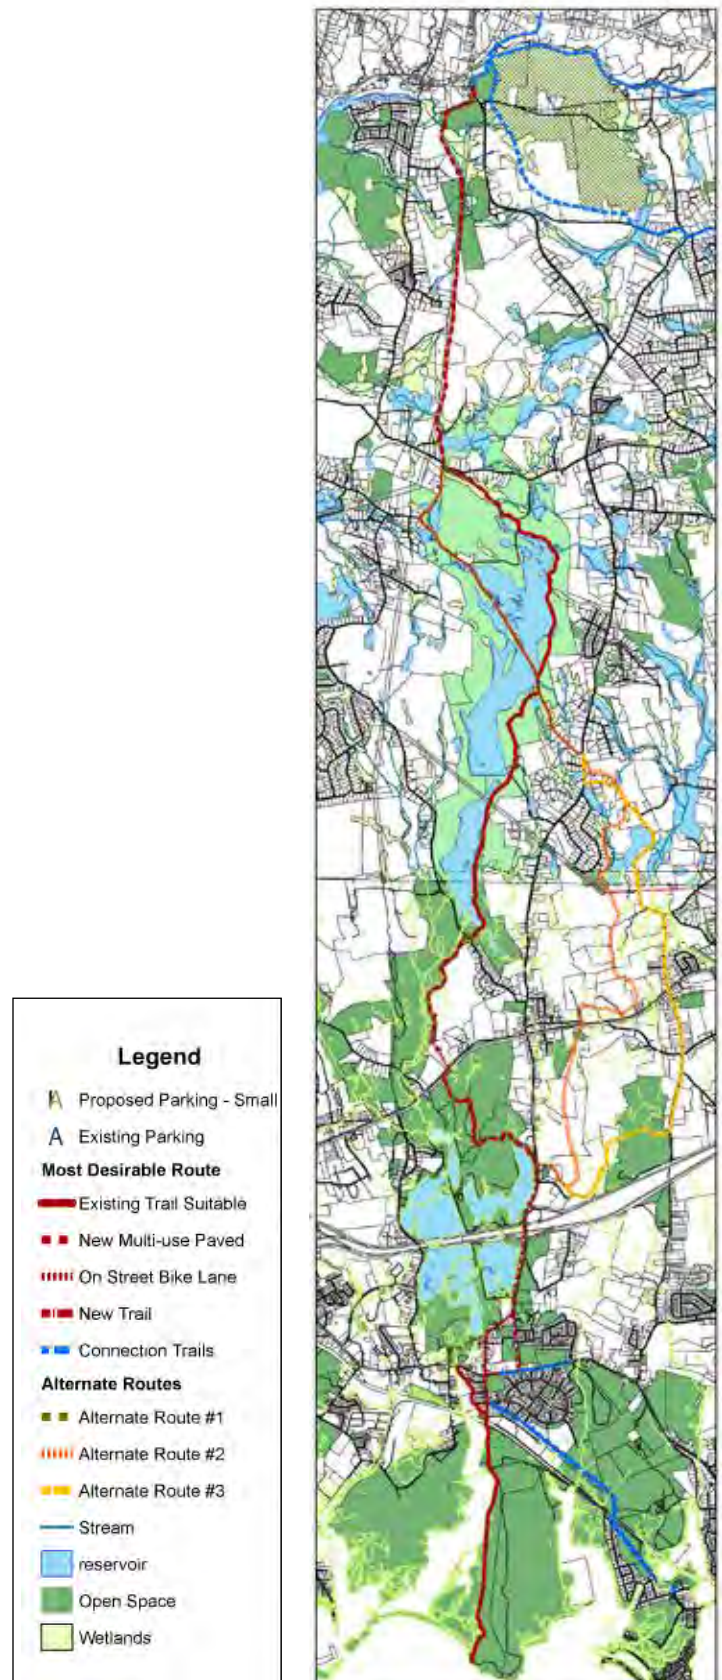 Legend
A Proposed Parking - Small
A Existing Parking
Most Desirable Route
Existing Trail Suitable
New Multi-use Paved
On Street Bike Lane
New Trail
Connection Trails
Alternate Routes
Alternate Route #1
Alternate Route #2
Alternate Route #3
Stream
reservoir
Open Space
Wetlands